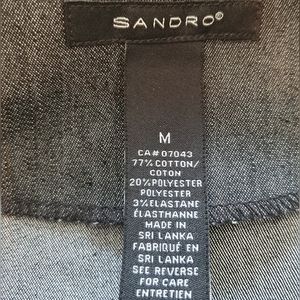 SANDRO®
M
CA# 07043
77% COTTON/
COTON
20% POLYESTER
POLYESTER
3% ELASTANE
ÉLASTHANNE
MADE IN
SRI LANKA
FABRIQUÉ EN
SRI LANKA
SEE REVERSE
FOR CARE
ENTRETIEN